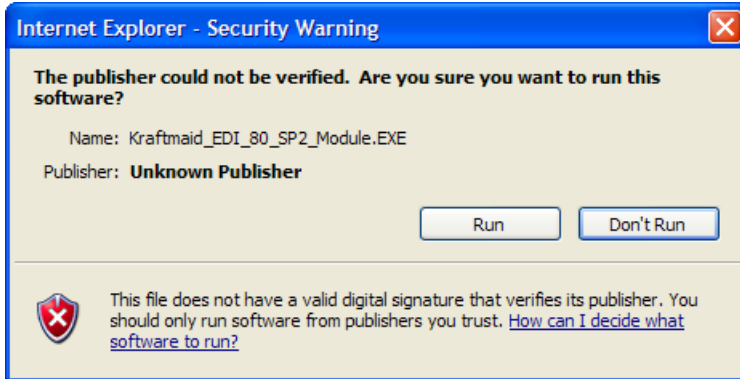 Internet Explorer - Security Warning
The publisher could not be verified. Are you sure you want to run this
software?
Name: Kraftmaid_EDI_80_SP2_Module.EXE
Publisher: Unknown Publisher
Run
Don't Run
This file does not have a valid digital signature that verifies its publisher. You
should only run software from publishers you trust. How can I decide what
software to run?